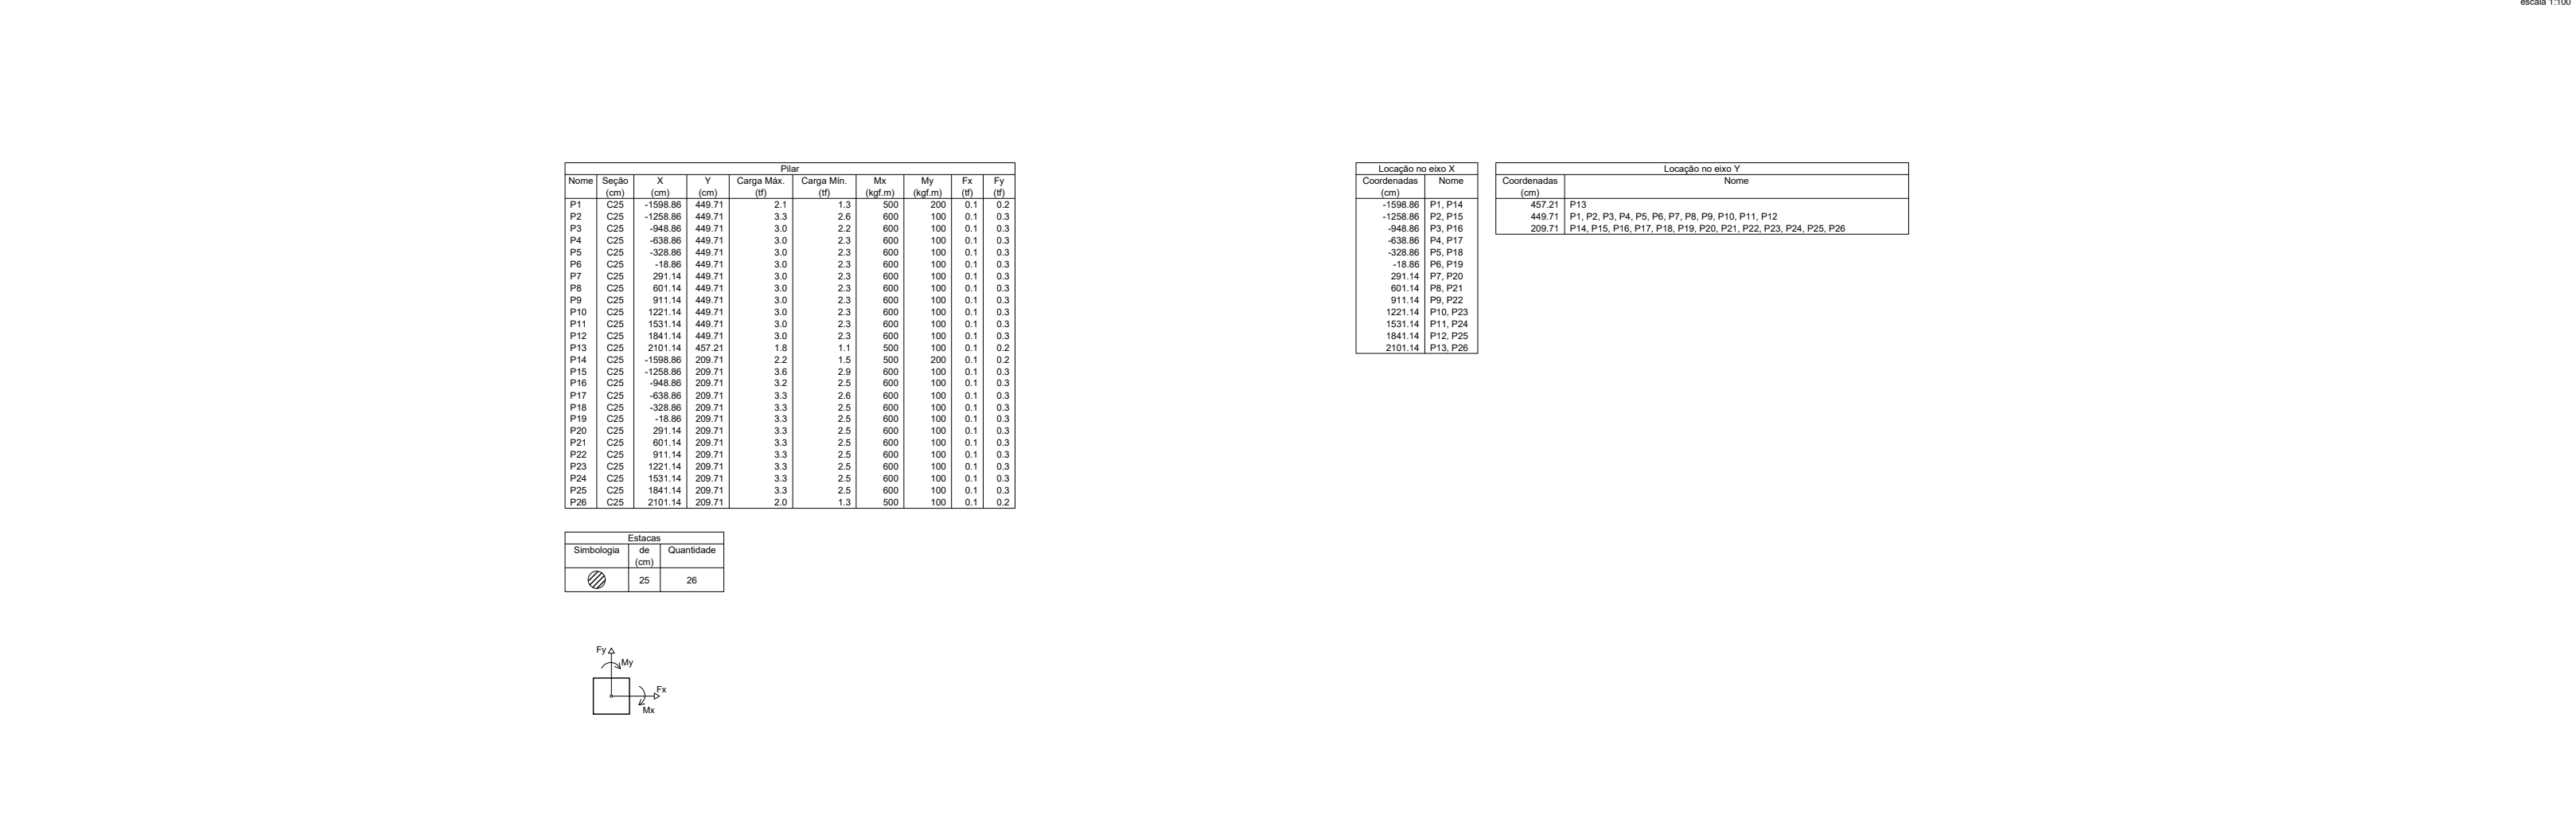 escala 1:100
Pilar
Nome Seção X Y Carga Máx. Carga Mín. Mx My Fx Fy
(cm) (cm) (cm) (tf) (tf) (kgf.m) (kgf.m) (tf) (tf)
P1 C25 -1598.86 449.71 2.1 1.3 500 200 0.1 0.2
P2 C25 -1258.86 449.71 3.3 2.6 600 100 0.1 0.3
P3 C25 -948.86 449.71 3.0 2.2 600 100 0.1 0.3
P4 C25 -638.86 449.71 3.0 2.3 600 100 0.1 0.3
P5 C25 -328.86 449.71 3.0 2.3 600 100 0.1 0.3
P6 C25 -18.86 449.71 3.0 2.3 600 100 0.1 0.3
P7 C25 291.14 449.71 3.0 2.3 600 100 0.1 0.3
P8 C25 601.14 449.71 3.0 2.3 600 100 0.1 0.3
P9 C25 911.14 449.71 3.0 2.3 600 100 0.1 0.3
P10 C25 1221.14 449.71 3.0 2.3 600 100 0.1 0.3
P11 C25 1531.14 449.71 3.0 2.3 600 100 0.1 0.3
P12 C25 1841.14 449.71 3.0 2.3 600 100 0.1 0.3
P13 C25 2101.14 457.21 1.8 1.1 500 100 0.1 0.2
P14 C25 -1598.86 209.71 2.2 1.5 500 200 0.1 0.2
P15 C25 -1258.86 209.71 3.6 2.9 600 100 0.1 0.3
P16 C25 -948.86 209.71 3.2 2.5 600 100 0.1 0.3
P17 C25 -638.86 209.71 3.3 2.6 600 100 0.1 0.3
P18 C25 -328.86 209.71 3.3 2.5 600 100 0.1 0.3
P19 C25 -18.86 209.71 3.3 2.5 600 100 0.1 0.3
P20 C25 291.14 209.71 3.3 2.5 600 100 0.1 0.3
P21 C25 601.14 209.71 3.3 2.5 600 100 0.1 0.3
P22 C25 911.14 209.71 3.3 2.5 600 100 0.1 0.3
P23 C25 1221.14 209.71 3.3 2.5 600 100 0.1 0.3
P24 C25 1531.14 209.71 3.3 2.5 600 100 0.1 0.3
P25 C25 1841.14 209.71 3.3 2.5 600 100 0.1 0.3
P26 C25 2101.14 209.71 2.0 1.3 500 100 0.1 0.2
Locação no eixo X
Coordenadas Nome
(cm)
-1598.86 P1, P14
-1258.86 P2, P15
-948.86 P3, P16
-638.86 P4, P17
-328.86 P5, P18
-18.86 P6, P19
291.14 P7, P20
601.14 P8, P21
911.14 P9, P22
1221.14 P10, P23
1531.14 P11, P24
1841.14 P12, P25
2101.14 P13, P26
Locação no eixo Y
Coordenadas Nome
(cm)
457.21 P13
449.71 P1, P2, P3, P4, P5, P6, P7, P8, P9, P10, P11, P12
209.71 P14, P15, P16, P17, P18, P19, P20, P21, P22, P23, P24, P25, P26
Estacas
Simbologia de Quantidade
(cm)
25 26
Fy
My
Fx
Mx